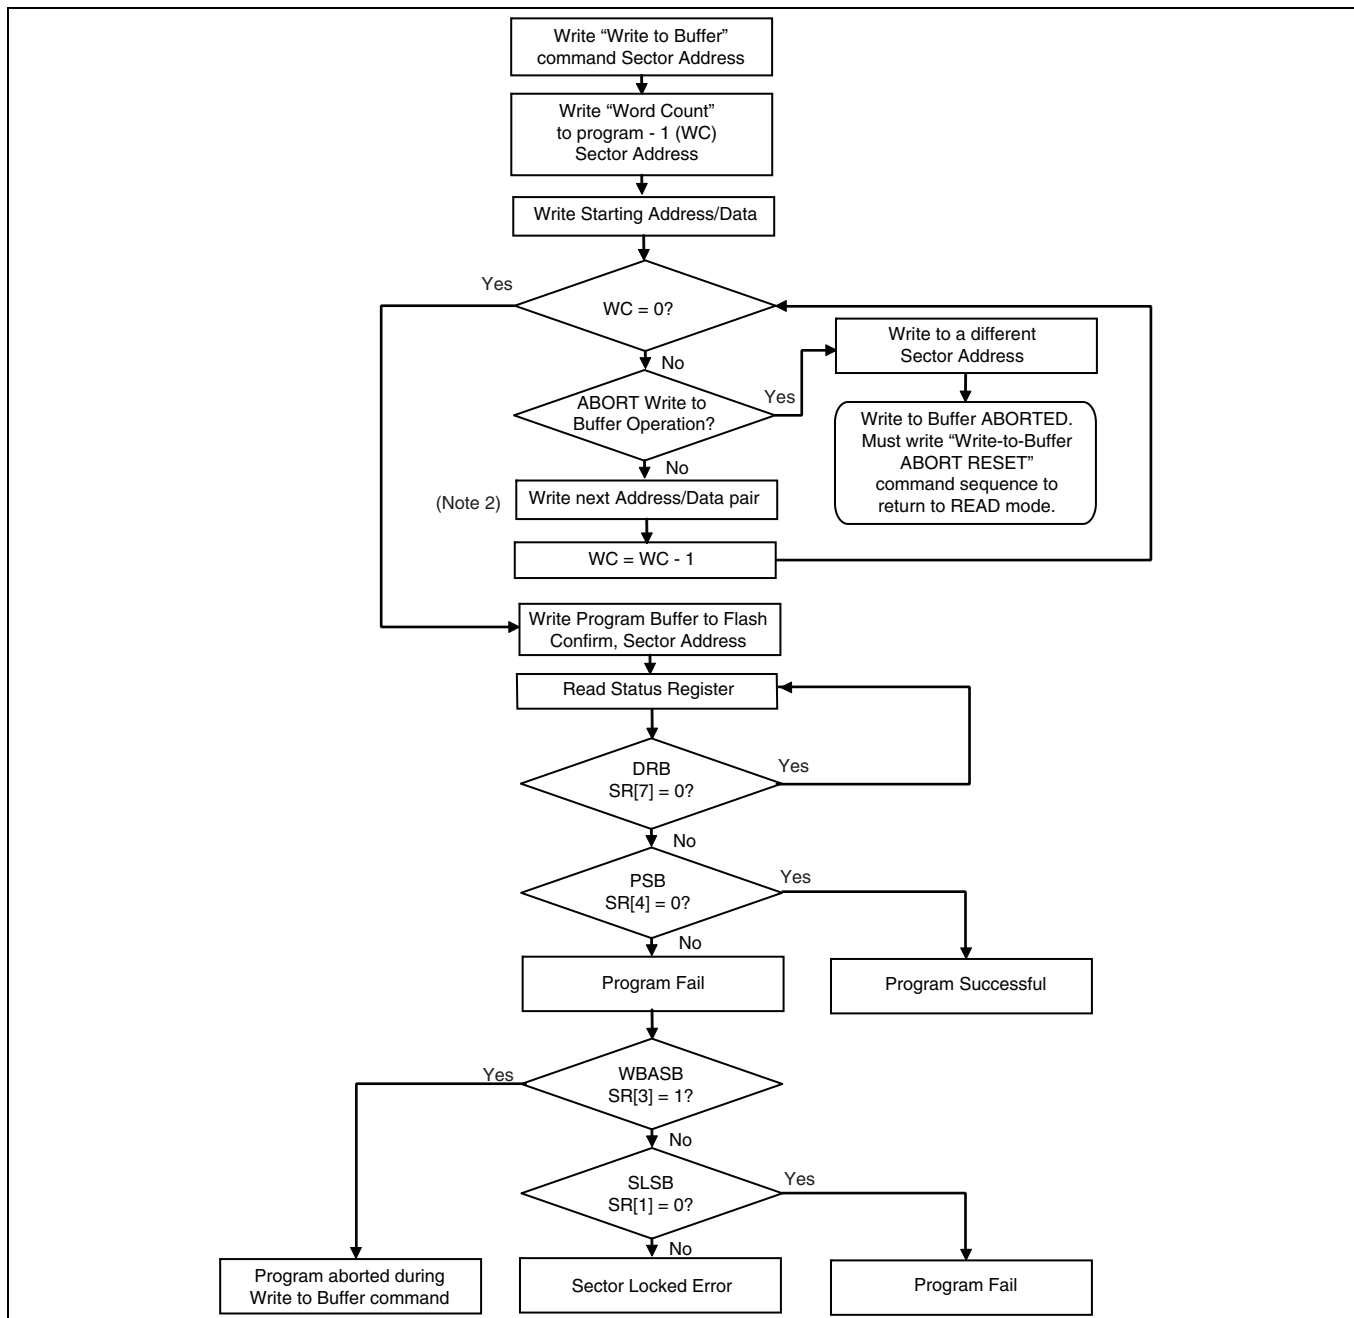 Write “Write to Buffer”
command Sector Address
Write “Word Count”
to program - 1 (WC)
Sector Address
Write Starting Address/Data
Yes
WC = 0?
No
Write to a different
Sector Address
ABORT Write to
Buffer Operation?
Yes
Write to Buffer ABORTED.
Must write “Write-to-Buffer
ABORT RESET”
command sequence to
return to READ mode.
No
(Note 2)
Write next Address/Data pair
WC = WC - 1
Write Program Buffer to Flash
Confirm, Sector Address
Read Status Register
DRB
SR[7] = 0?
Yes
No
PSB
SR[4] = 0?
Yes
No
Program Fail
Program Successful
Yes
WBASB
SR[3] = 1?
No
SLSB
SR[1] = 0?
Yes
No
Program aborted during
Write to Buffer command
Sector Locked Error
Program Fail